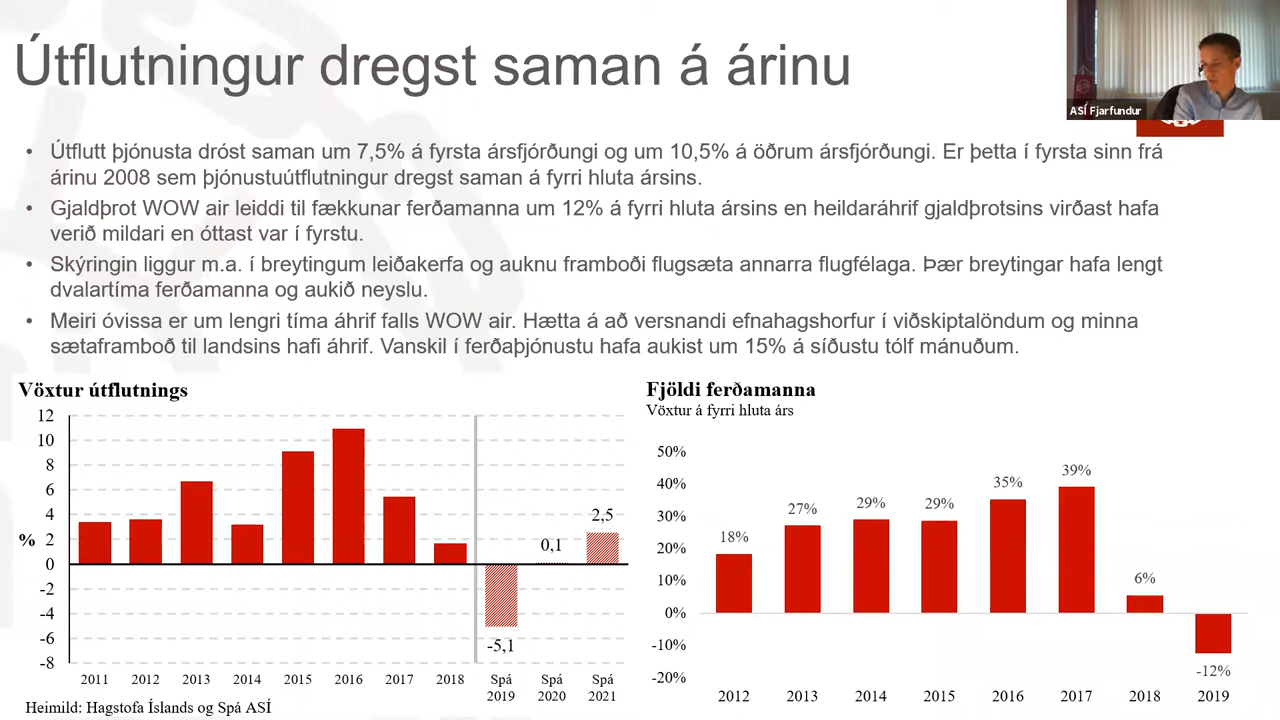 Útflutningur dregst saman á árinu
ASÍ Fjarfundur
• Útflutt þjónusta dróst saman um 7,5% á fyrsta ársfjórðungi og um 10,5% á öðrum ársfjórðungi. Er þetta í fyrsta sinn frá
árinu 2008 sem þjónustuútflutningur dregst saman á fyrri hluta ársins.
• Gjaldþrot WOW air leiddi til fækkunar ferðamanna um 12% á fyrri hluta ársins en heildaráhrif gjaldþrotsins virðast hafa
verið mildari en óttast var í fyrstu.
• Skýringin liggur m.a. í breytingum leiðakerfa og auknu framboði flugsæta annarra flugfélaga. Þær breytingar hafa lengt
dvalartíma ferðamanna og aukið neyslu.
• Meiri óvissa er um lengri tíma áhrif falls WOW air. Hætta á að versnandi efnahagshorfur í viðskiptalöndum og minna
sætaframboð til landsins hafi áhrif. Vanskil í ferðaþjónustu hafa aukist um 15% á síðustu tólf mánuðum.
Vöxtur útflutnings
12
10
8
6
4
% 2
0
-2
-4
-6
-8
2,5
0,1
-5,1
2011 2012 2013 2014 2015 2016 2017 2018 Spá Spá Spá
2019 2020 2021
Heimild: Hagstofa Íslands og Spá ASÍ
Fjöldi ferðamanna
Vöxtur á fyrri hluta árs
50%
40%
30%
20%
10%
0%
-10%
-20%
18% 27% 29% 29% 35% 39% 6% -12%
2012 2013 2014 2015 2016 2017 2018 2019